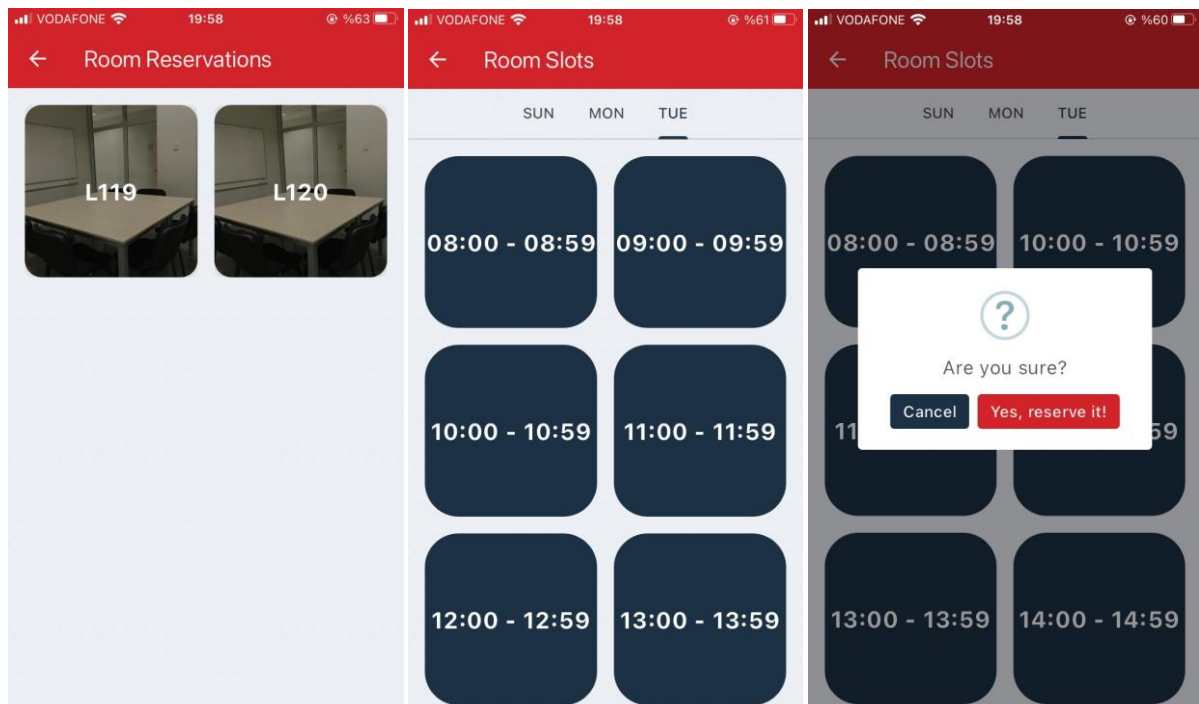 VODAFONE 19:58 %63
Room Reservations
L119 L120
VODAFONE 19:58 %61
Room Slots
SUN MON TUE
08:00 - 08:59 09:00 - 09:59
10:00 - 10:59 11:00 - 11:59
12:00 - 12:59 13:00 - 13:59
VODAFONE 19:58 %60
Room Slots
SUN MON TUE
08:00 - 08:59 10:00 - 10:59
?
Are you sure?
Cancel Yes, reserve it!
11 59
13:00 - 13:59 14:00 - 14:59